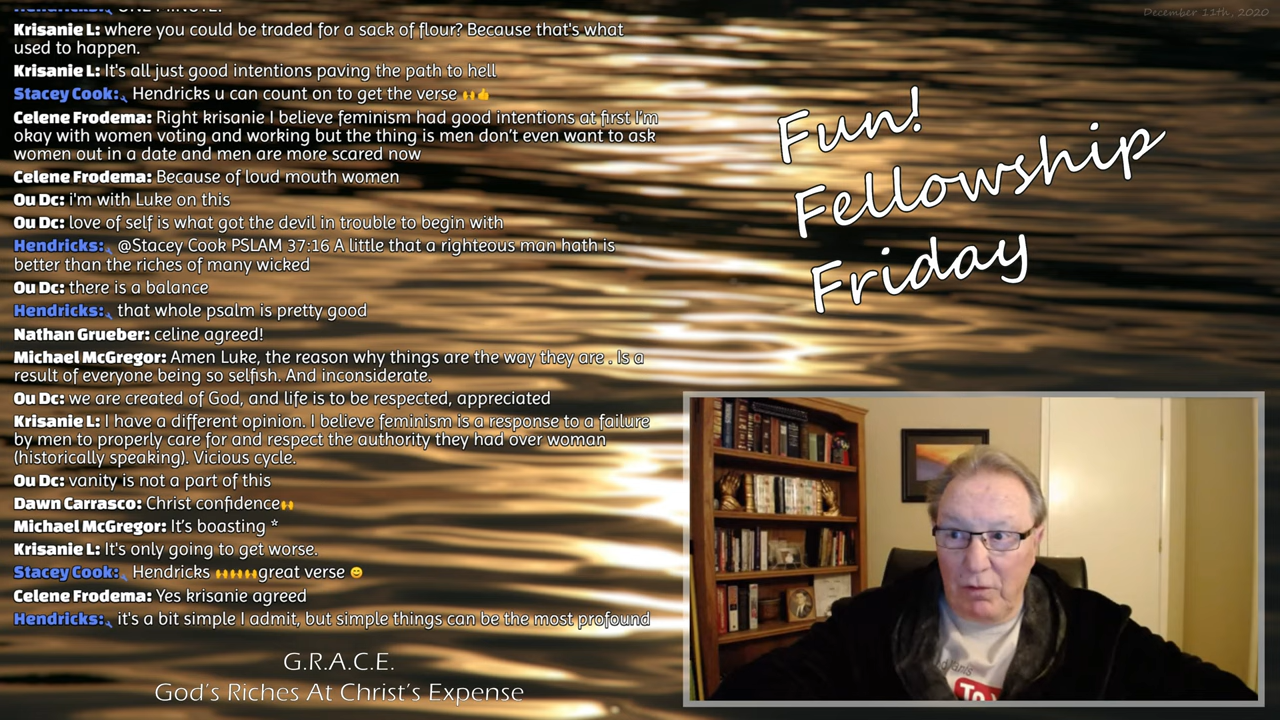 Hendricks: ONE MINUTE!
December 11th, 2020
Krisanie L: where you could be traded for a sack of flour? Because that's what
used to happen.
Krisanie L: It's all just good intentions paving the path to hell
Stacey Cook: Hendricks u can count on to get the verse 🙌👍
Celene Frodema: Right krisanie I believe feminism had good intentions at first I'm
okay with women voting and working but the thing is men don't even want to ask
women out in a date and men are more scared now
Celene Frodema: Because of loud mouth women
Ou Dc: i'm with Luke on this
Ou Dc: love of self is what got the devil in trouble to begin with
Hendricks: @Stacey Cook PSLAM 37:16 A little that a righteous man hath is
better than the riches of many wicked
Ou Dc: there is a balance
Hendricks: that whole psalm is pretty good
Nathan Grueber: celine agreed!
Michael McGregor: Amen Luke, the reason why things are the way they are . Is a
result of everyone being so selfish. And inconsiderate.
Ou Dc: we are created of God, and life is to be respected, appreciated
Krisanie L: I have a different opinion. I believe feminism is a response to a failure
by men to properly care for and respect the authority they had over woman
(historically speaking). Vicious cycle.
Ou Dc: vanity is not a part of this
Dawn Carrasco: Christ confidence🙌
Michael McGregor: It's boasting *
Krisanie L: It's only going to get worse.
Stacey Cook: Hendricks 🙌🙌🙌great verse 😊
Celene Frodema: Yes krisanie agreed
Hendricks: it's a bit simple I admit, but simple things can be the most profound
G.R.A.C.E.
God's Riches At Christ's Expense
Fun!
Fellowship
Friday